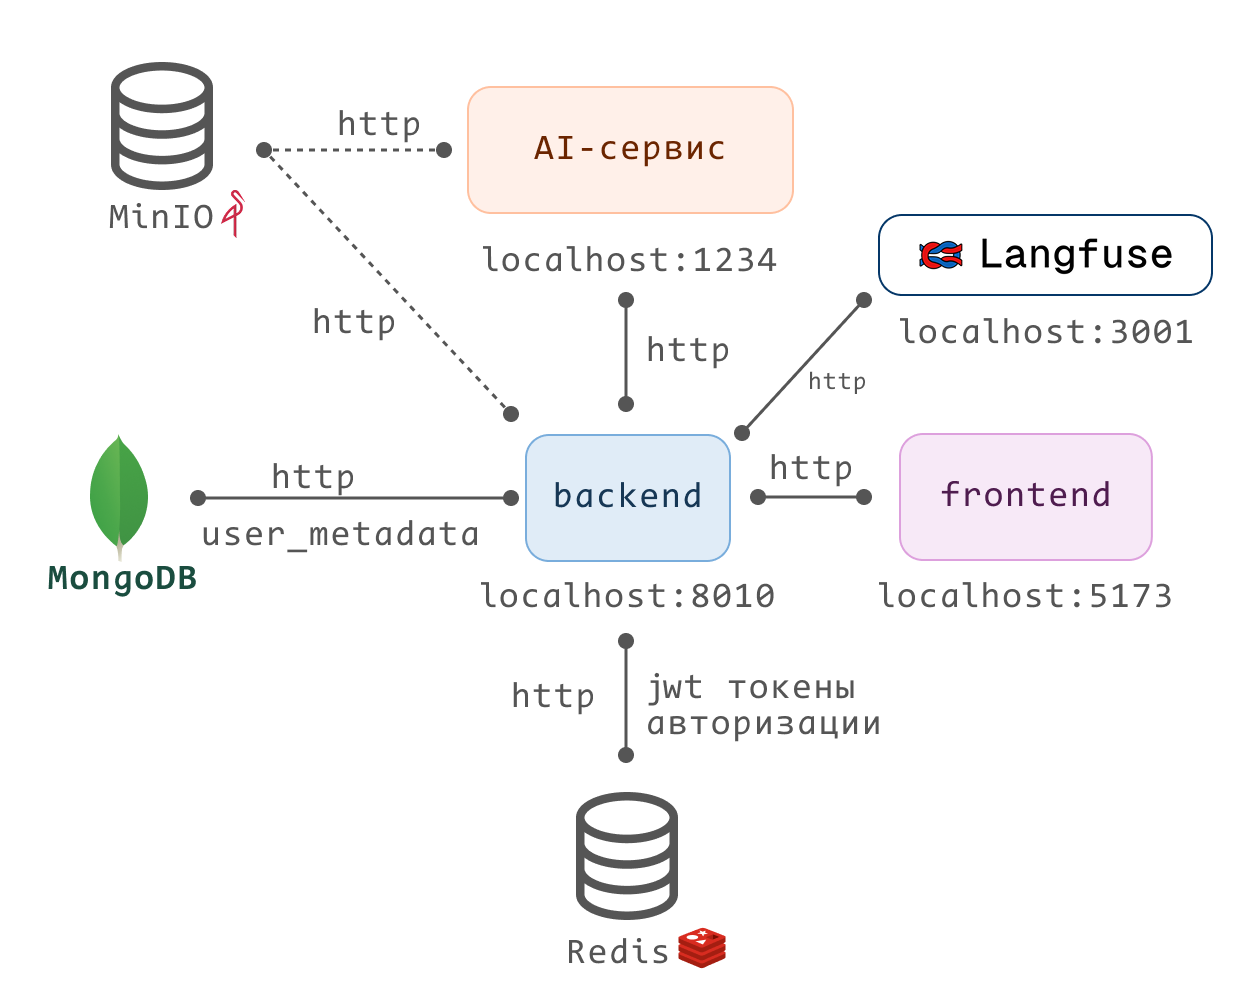 http
AI-сервис
MinIO
localhost:1234
Langfuse
localhost:3001
http
http
http
http
http
backend
frontend
user_metadata
MongoDB
localhost:8010
localhost:5173
http
jwt токены
авторизации
Redis